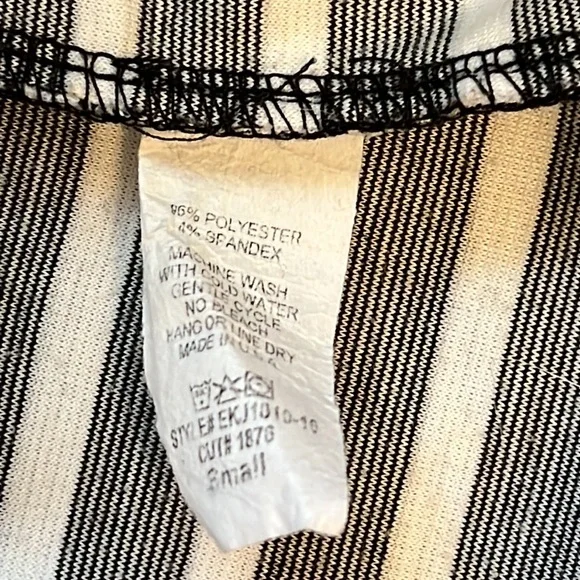 96% POLYESTER
4% SPANDEX
MACHINE WASH
WITH COLD WATER
GENTLE CYCLE
NO BLEACH
HANG OR LINE DRY
MADE IN U.S.A
STYLE# EKJ1010-16
CUT# 1876
Small